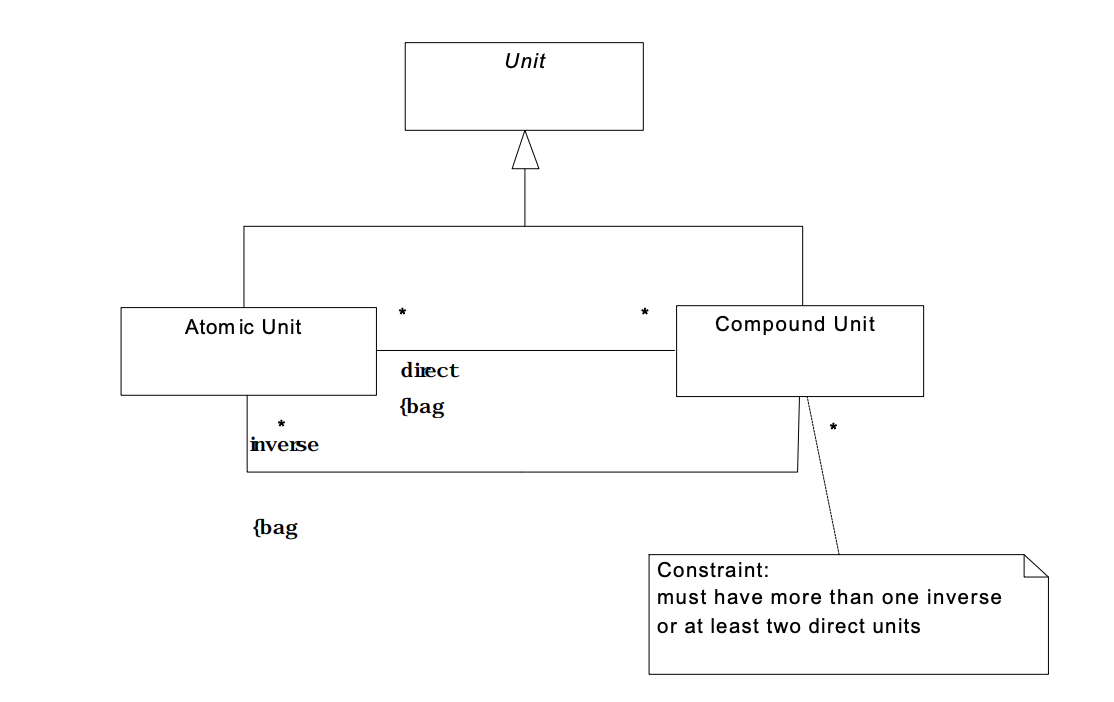 Unit
*
*
Atomic Unit
Compound Unit
direct
{bag
*
*
inverse
{bag
Constraint:
must have more than one inverse
or at least two direct units